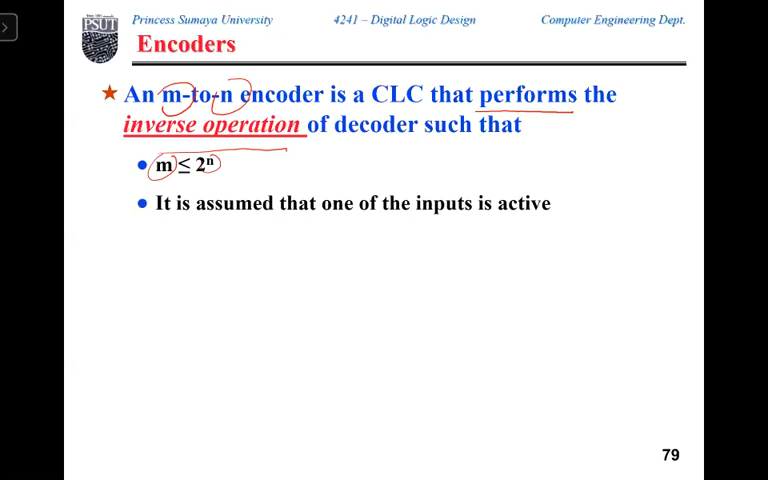 Princess Sumaya University 4241 – Digital Logic Design Computer Engineering Dept.
PSUT
Encoders
An m-to-n encoder is a CLC that performs the
inverse operation of decoder such that
m ≤ 2ⁿ
It is assumed that one of the inputs is active
79